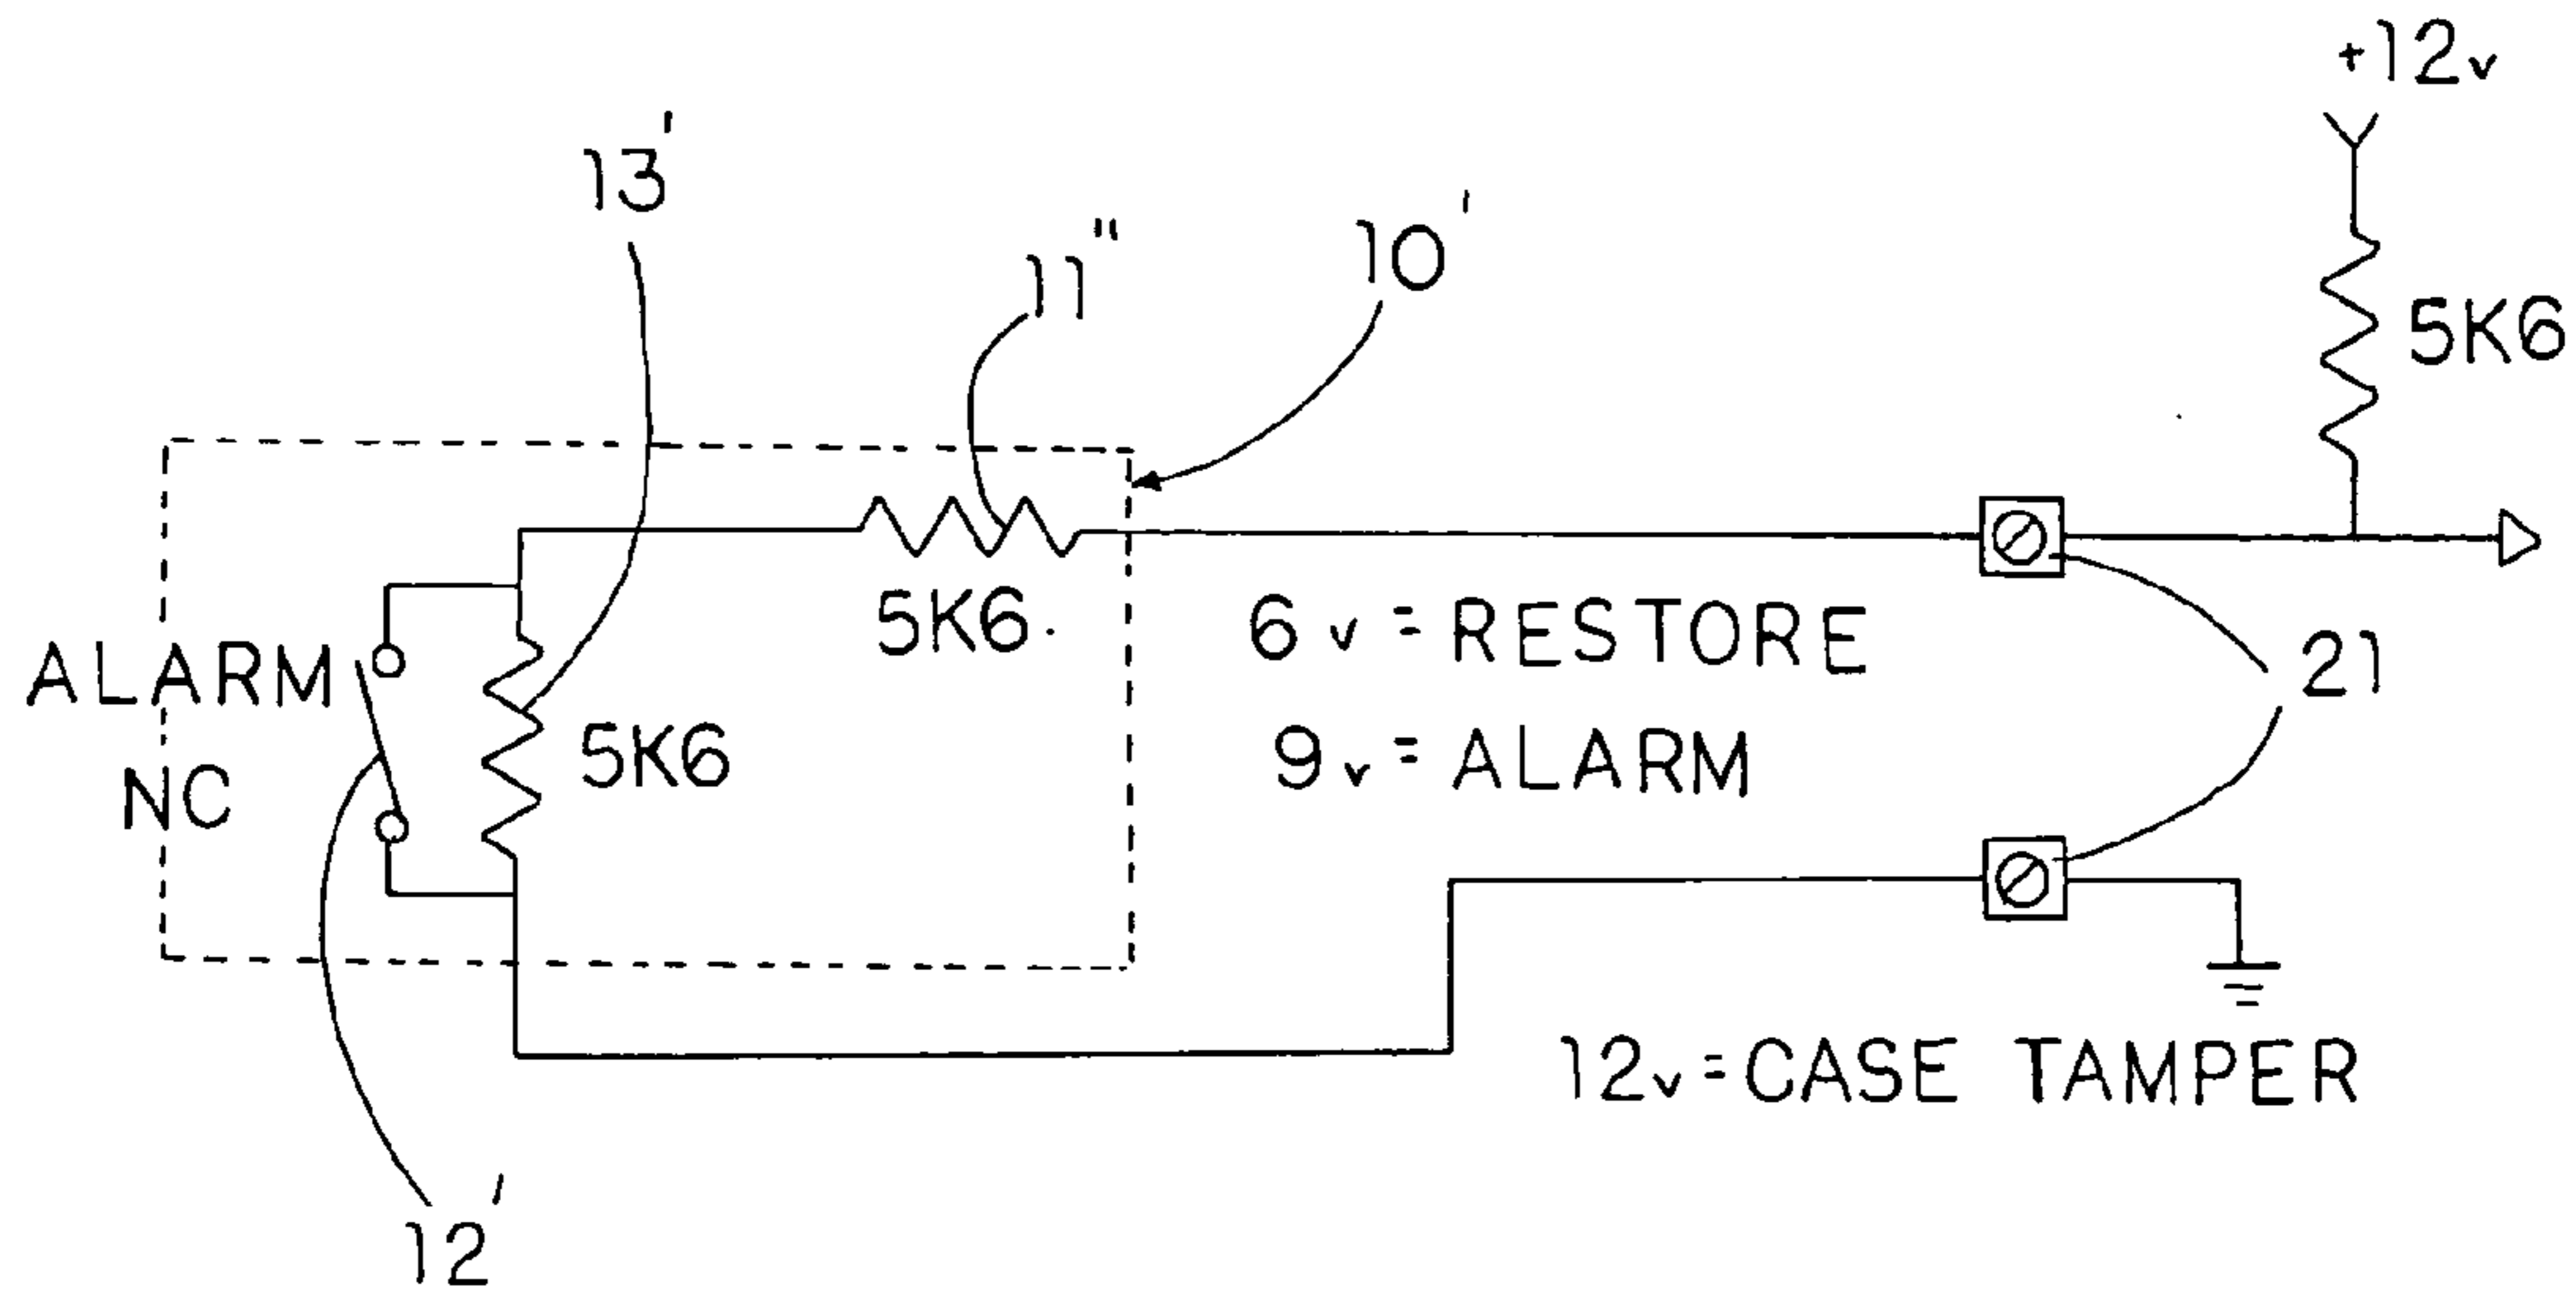 +12v
13'
11"
10'
5K6
5K6
6v = RESTORE
ALARM
NC
5K6
9v = ALARM
21
12v = CASE TAMPER
12'